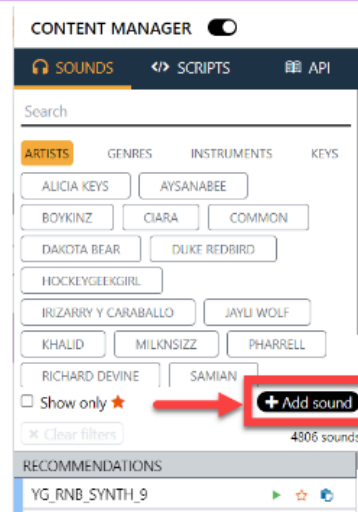 CONTENT MANAGER
SOUNDS </> SCRIPTS API
Search
ARTISTS GENRES INSTRUMENTS KEYS
ALICIA KEYS AYSANABEE
BOYKINZ CIARA COMMON
DAKOTA BEAR DUKE REDBIRD
HOCKEYGEEKGIRL
IRIZARRY Y CARABALLO JAYLI WOLF
KHALID MILKNSIZZ PHARRELL
RICHARD DEVINE SAMIAN
Show only + Add sound
× Clear filters 4806 sounds
RECOMMENDATIONS
YG_RNB_SYNTH_9